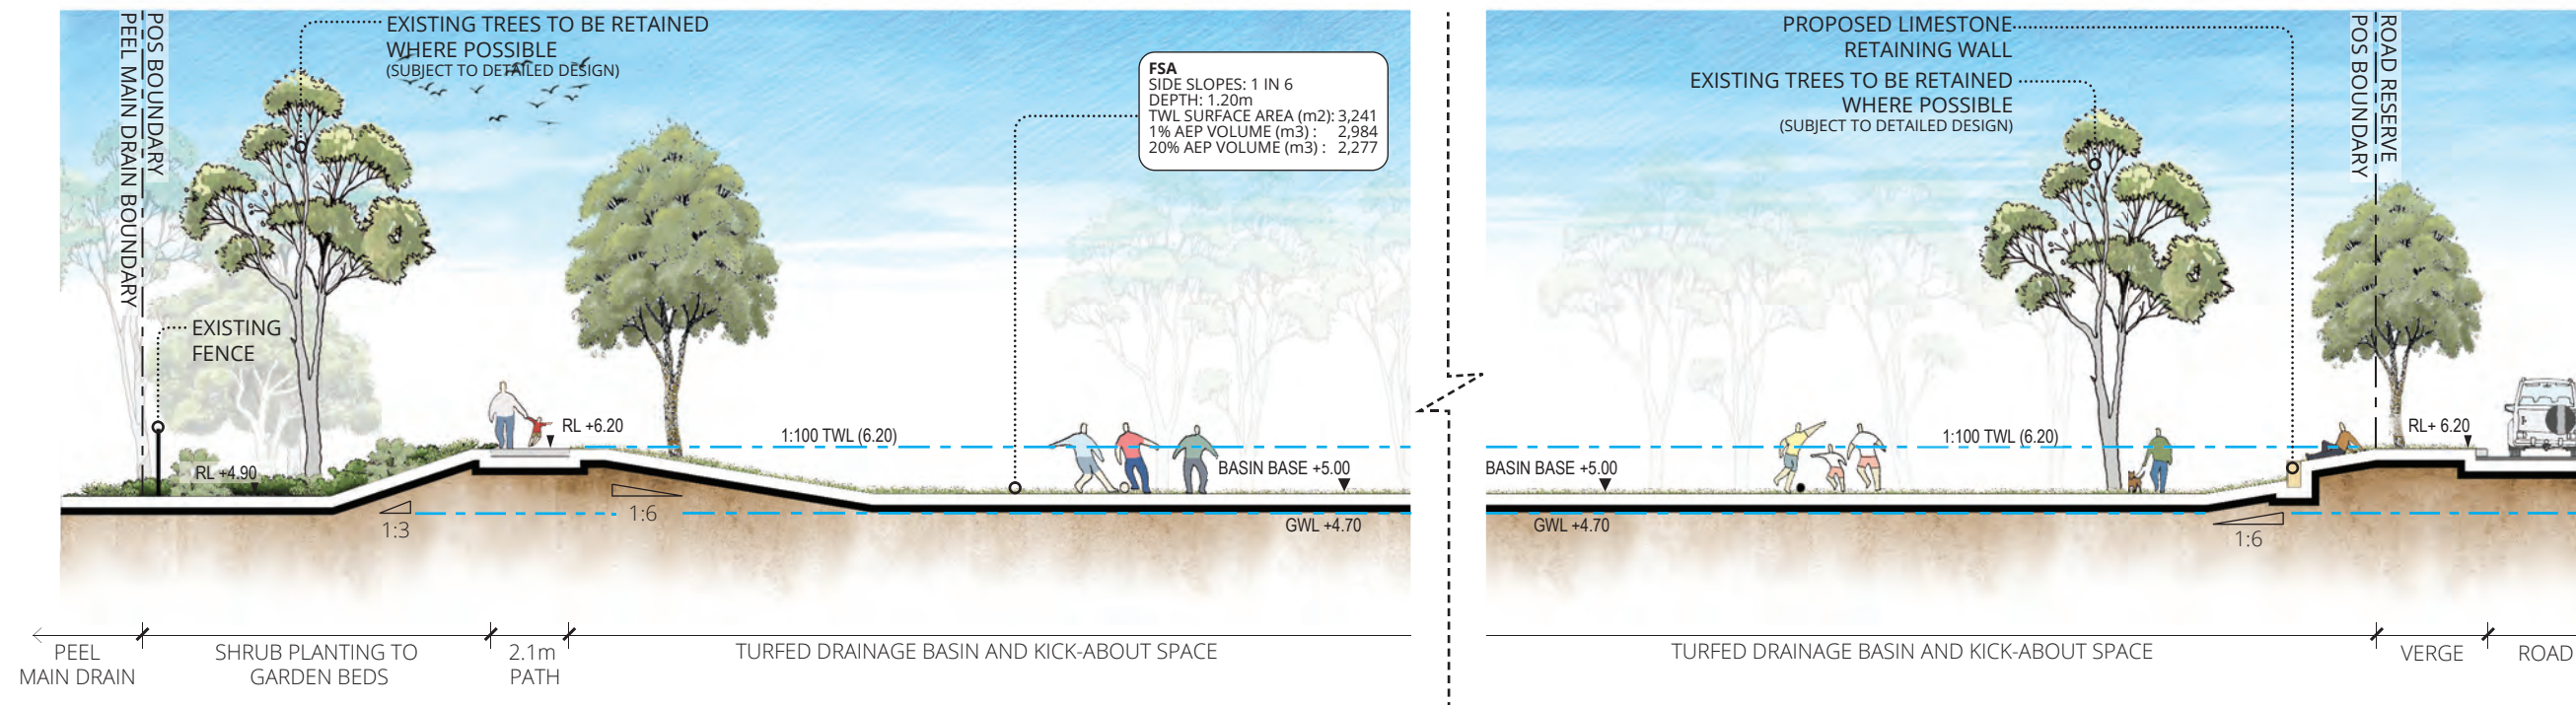 PEEL MAIN DRAIN BOUNDARY
POS BOUNDARY
EXISTING TREES TO BE RETAINED
WHERE POSSIBLE
(SUBJECT TO DETAILED DESIGN)
EXISTING
FENCE
RL +4.90
RL +6.20
1:3
1:6
1:100 TWL (6.20)
FSA
SIDE SLOPES: 1 IN 6
DEPTH: 1.20m
TWL SURFACE AREA (m2): 3,241
1% AEP VOLUME (m3) : 2,984
20% AEP VOLUME (m3) : 2,277
BASIN BASE +5.00
GWL +4.70
PROPOSED LIMESTONE
RETAINING WALL
EXISTING TREES TO BE RETAINED
WHERE POSSIBLE
(SUBJECT TO DETAILED DESIGN)
POS BOUNDARY
ROAD RESERVE
1:100 TWL (6.20)
BASIN BASE +5.00
GWL +4.70
RL+ 6.20
1:6
PEEL
MAIN DRAIN
SHRUB PLANTING TO
GARDEN BEDS
2.1m
PATH
TURFED DRAINAGE BASIN AND KICK-ABOUT SPACE
TURFED DRAINAGE BASIN AND KICK-ABOUT SPACE
VERGE
ROAD